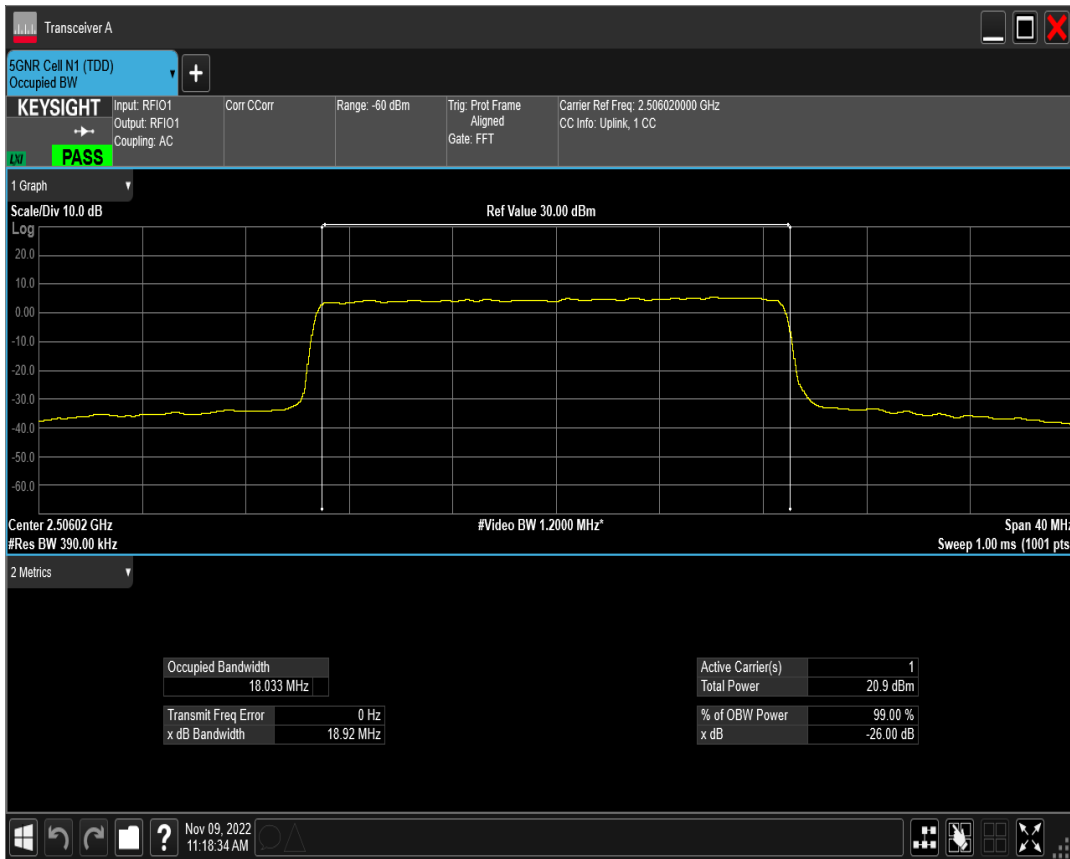 Transceiver A
5GNR Cell N1 (TDD)
Occupied BW
+
KEYSIGHT
LXI
PASS
Input: RFIO1
Output: RFIO1
Coupling: AC
Corr CCorr
Range: -60 dBm
Trig: Prot Frame
Aligned
Gate: FFT
Carrier Ref Freq: 2.506020000 GHz
CC Info: Uplink, 1 CC
1 Graph
Scale/Div 10.0 dB
Ref Value 30.00 dBm
Log
20.0
10.0
0.00
-10.0
-20.0
-30.0
-40.0
-50.0
-60.0
Center 2.50602 GHz
#Video BW 1.2000 MHz*
Span 40 MHz
#Res BW 390.00 kHz
Sweep 1.00 ms (1001 pts
2 Metrics
Occupied Bandwidth
18.033 MHz
Transmit Freq Error 0 Hz
x dB Bandwidth 18.92 MHz
Active Carrier(s) 1
Total Power 20.9 dBm
% of OBW Power 99.00 %
x dB -26.00 dB
?
Nov 09, 2022
11:18:34 AM